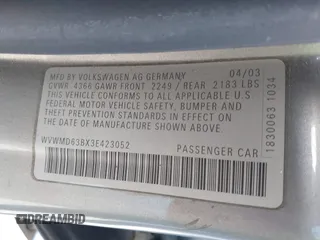 MFD BY VOLKSWAGEN AG GERMANY 04/03
GVWR 4266 GAWR FRONT 2249 / REAR 2183 LBS
THIS VEHICLE CONFORMS TO ALL APPLICABLE U.S
FEDERAL MOTOR VEHICLE SAFETY, BUMPER AND
THEFT PREVENTION STANDARDS IN EFFECT ON THE
DATE OF MANUFACTURE SHOWN ABOVE
WVWMD63BX3E423052 PASSENGER CAR
1830063 1034
DREAMBID